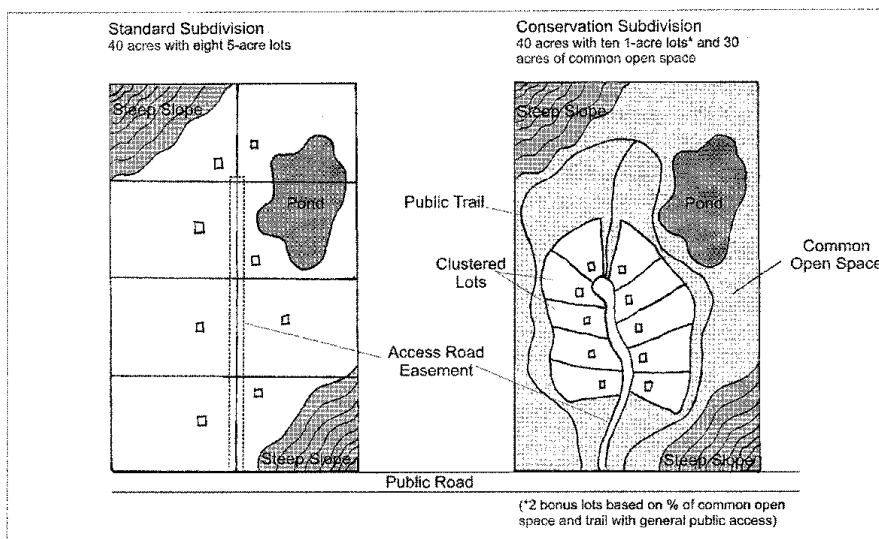 Standard Subdivision
40 acres with eight 5-acre lots
Conservation Subdivision
40 acres with ten 1-acre lots* and 30
acres of common open space
Steep Slope
Pond
Steep Slope
Public Trail
Clustered
Lots
Access Road
Easement
Steep Slope
Pond
Common
Open Space
Steep Slope
Public Road
(*2 bonus lots based on % of common open
space and trail with general public access)